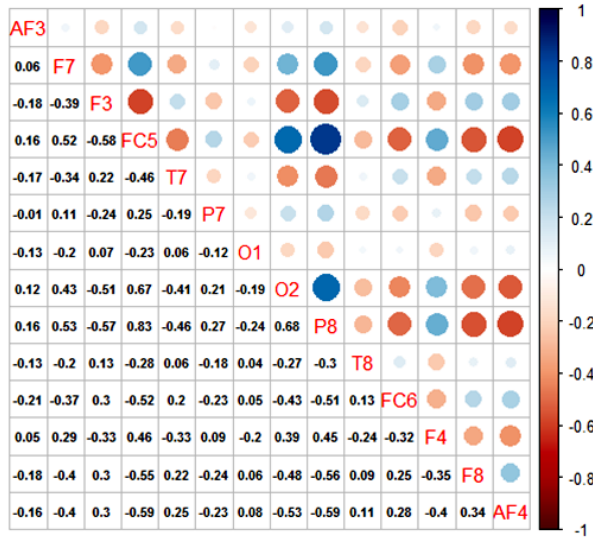 AF3
0.06 F7
-0.18 -0.39 F3
0.16 0.52 -0.58 FC5
-0.17 -0.34 0.22 -0.46 T7
-0.01 0.11 -0.24 0.25 -0.19 P7
-0.13 -0.2 0.07 -0.23 0.06 -0.12 O1
0.12 0.43 -0.51 0.67 -0.41 0.21 -0.19 O2
0.16 0.53 -0.57 0.83 -0.46 0.27 -0.24 0.68 P8
-0.13 -0.2 0.13 -0.28 0.06 -0.18 0.04 -0.27 -0.3 T8
-0.21 -0.37 0.3 -0.52 0.2 -0.23 0.05 -0.43 -0.51 0.13 FC6
0.05 0.29 -0.33 0.46 -0.33 0.09 -0.2 0.39 0.45 -0.24 -0.32 F4
-0.18 -0.4 0.3 -0.55 0.22 -0.24 0.06 -0.48 -0.56 0.09 0.25 -0.35 F8
-0.16 -0.4 0.3 -0.59 0.25 -0.23 0.08 -0.53 -0.59 0.11 0.28 -0.4 0.34 AF4
1
0.8
0.6
0.4
0.2
0
-0.2
-0.4
-0.6
-0.8
-1